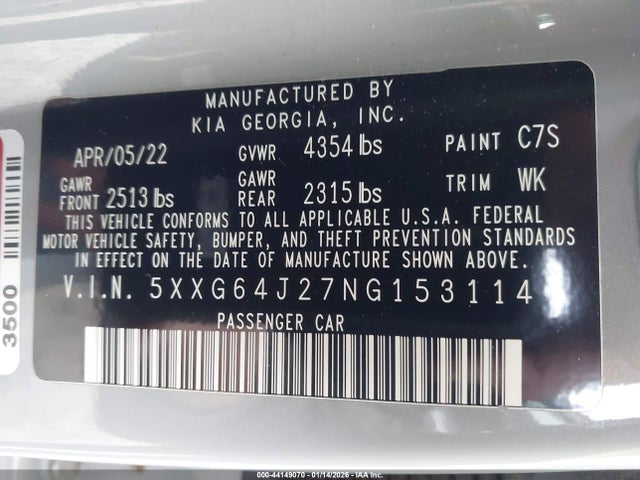 MANUFACTURED BY
KIA GEORGIA, INC.
APR/05/22 GVWR 4354 lbs PAINT C7S
GAWR FRONT 2513 lbs GAWR REAR 2315 lbs TRIM WK
THIS VEHICLE CONFORMS TO ALL APPLICABLE U.S.A. FEDERAL
MOTOR VEHICLE SAFETY, BUMPER, AND THEFT PREVENTION STANDARDS
IN EFFECT ON THE DATE OF MANUFACTURE SHOWN ABOVE.
V.I.N. 5XXG64J27NG153114
PASSENGER CAR
3500
000-44149070 - 01/14/2026 - IAA Inc.